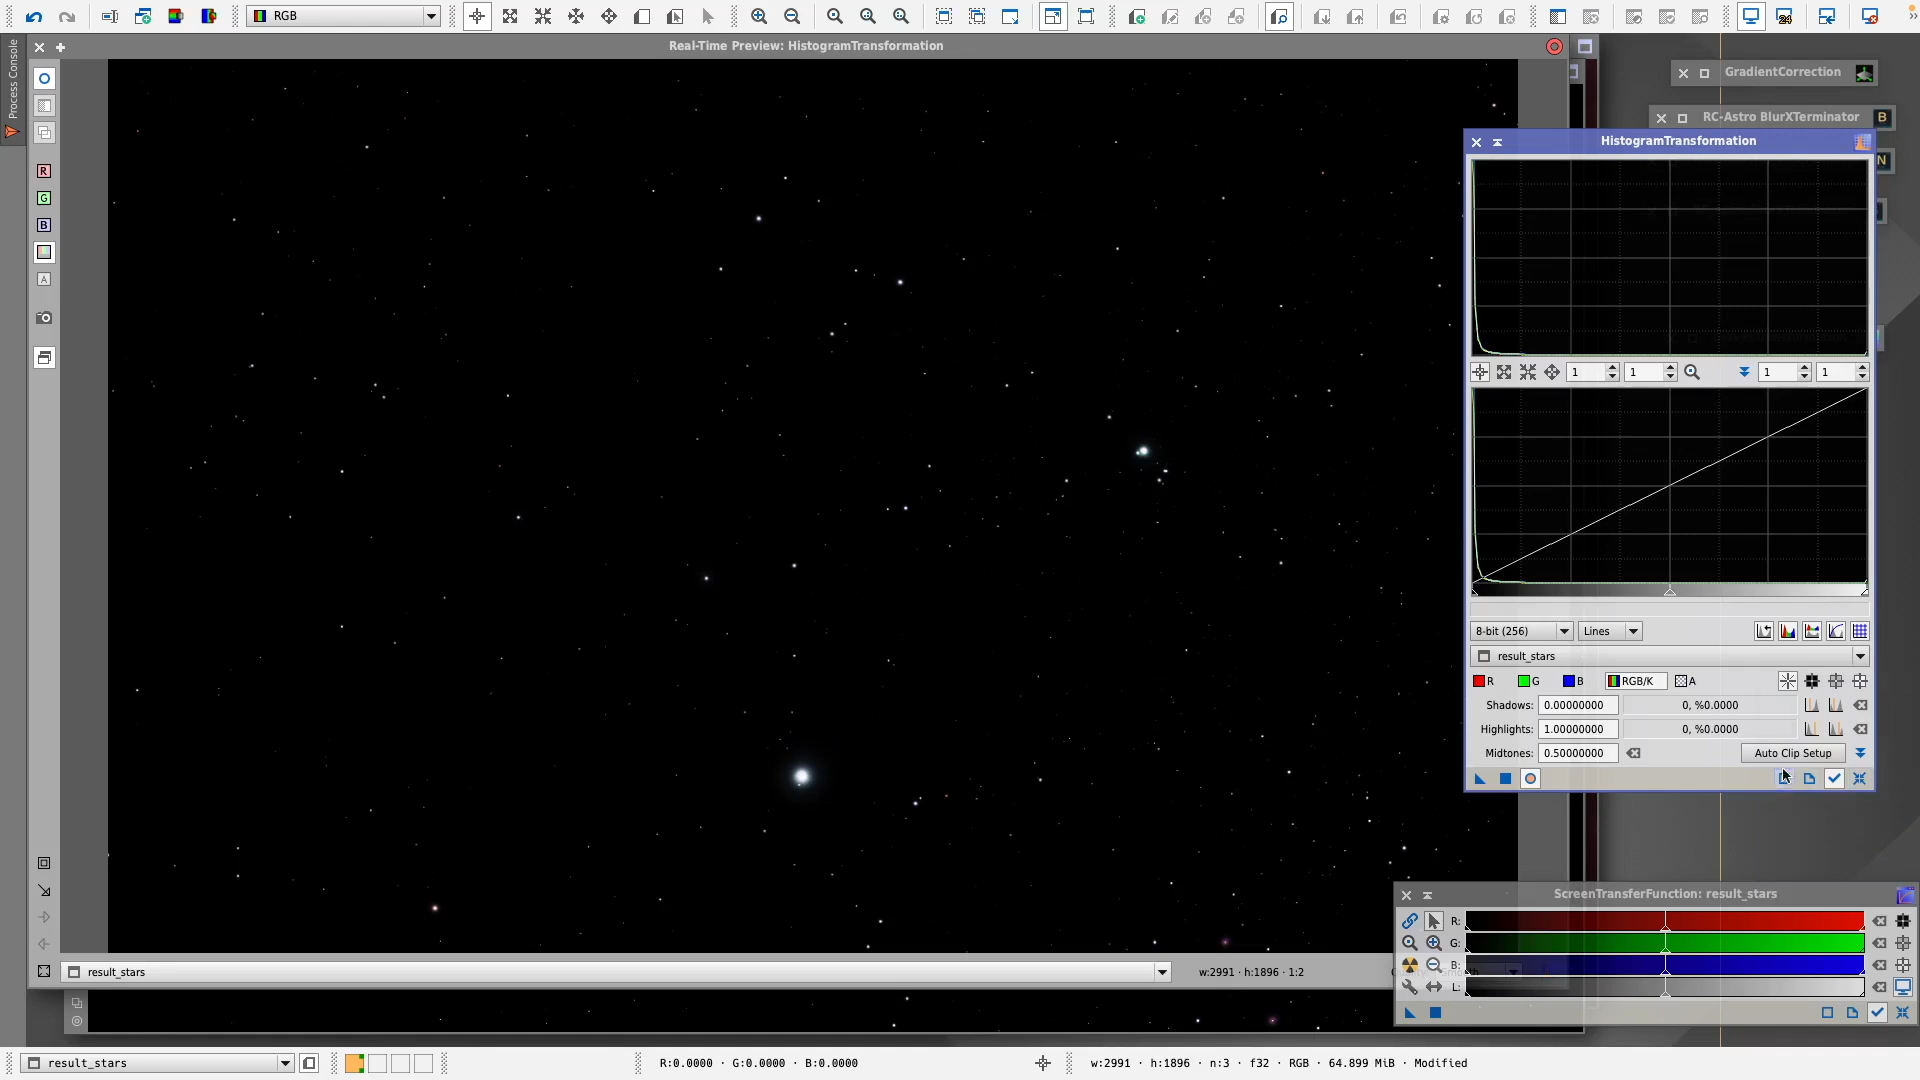 RGB
24
Process Console
Real-Time Preview: HistogramTransformation
GradientCorrection
RC-Astro BlurXTerminator
B
N
HistogramTransformation
R
G
B
A
1
1
1
1
8-bit (256)
Lines
result_stars
R
G
B
RGB/K
A
Shadows:
0.00000000
0, %0.0000
Highlights:
1.00000000
0, %0.0000
Midtones:
0.50000000
Auto Clip Setup
ScreenTransferFunction: result_stars
R:
G:
B:
L:
result_stars
w:2991 · h:1896 · 1:2
result_stars
R:0.0000 · G:0.0000 · B:0.0000
w:2991 · h:1896 · n:3 · f32 · RGB · 64.899 MiB · Modified